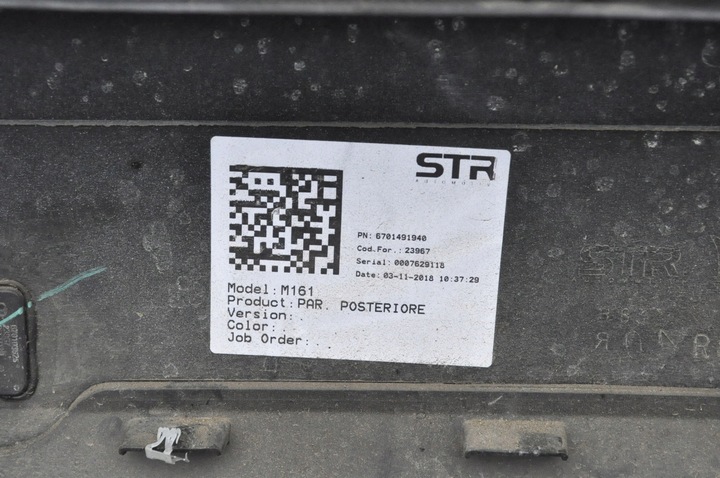 STR
AUTOMOTIVE
PN: 6701491940
Cod.For.: 23967
Serial: 0007629118
Date: 03-11-2018 10:37:29
Model: M161
Product: PAR. POSTERIORE
Version: .
Color: .
Job Order: .
STR